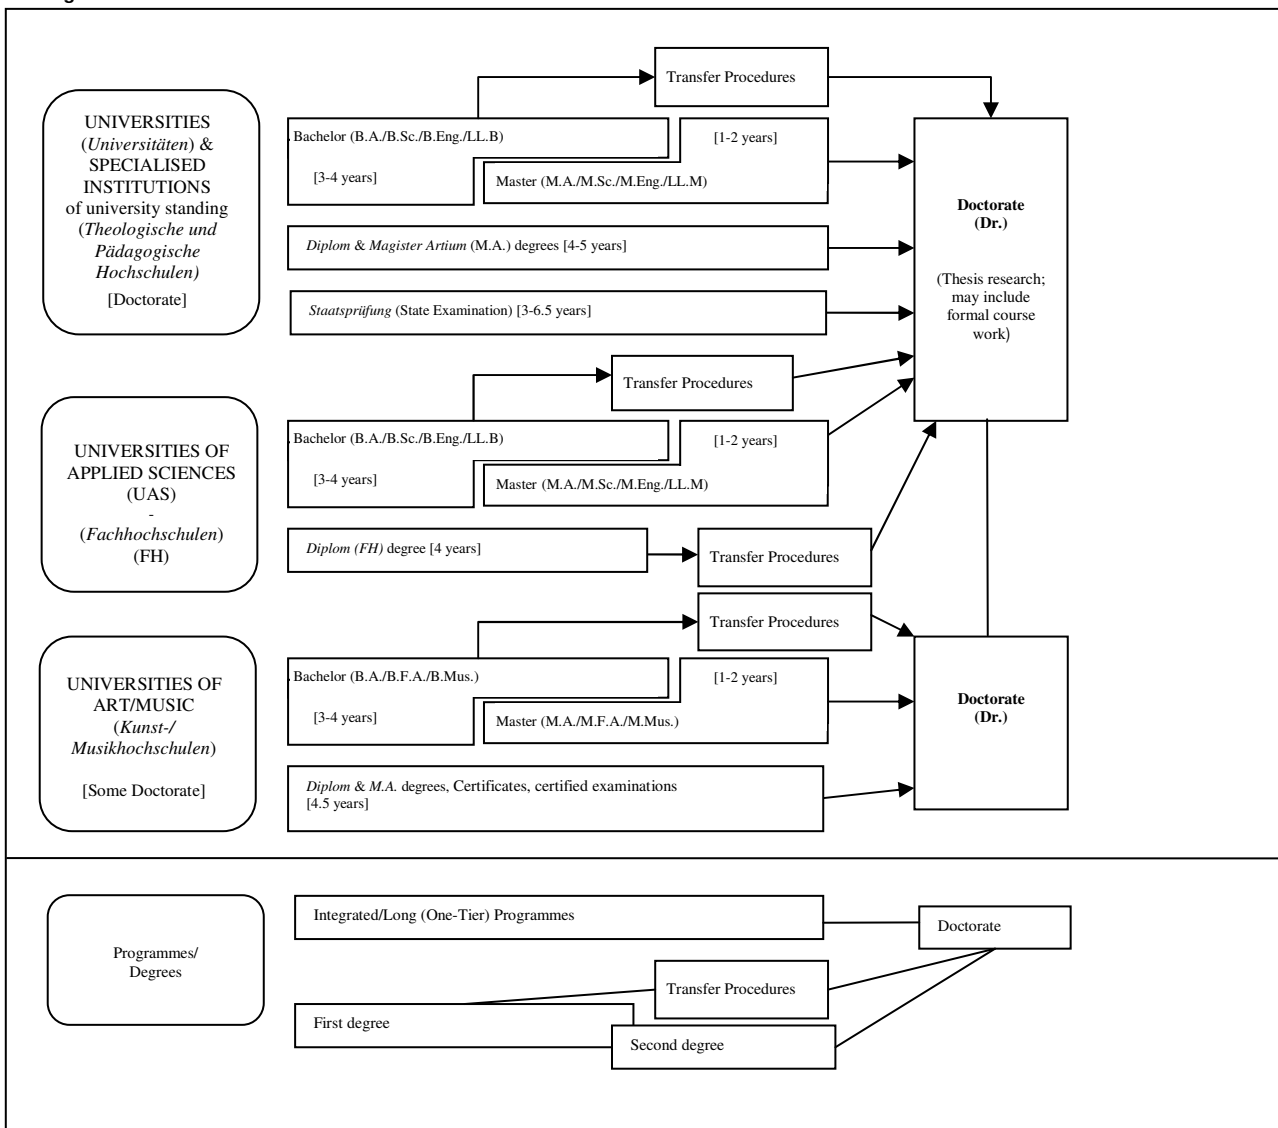 Transfer Procedures
UNIVERSITIES
(Universitäten) &
SPECIALISED
INSTITUTIONS
of university standing
(Theologische und
Pädagogische
Hochschulen)
[Doctorate]
Bachelor (B.A./B.Sc./B.Eng./LL.B)
[3-4 years]
[1-2 years]
Master (M.A./M.Sc./M.Eng./LL.M)
Diplom & Magister Artium (M.A.) degrees [4-5 years]
Staatsprüfung (State Examination) [3-6.5 years]
Doctorate
(Dr.)
(Thesis research;
may include
formal course
work)
Transfer Procedures
UNIVERSITIES OF
APPLIED SCIENCES
(UAS)
-
(Fachhochschulen)
(FH)
Bachelor (B.A./B.Sc./B.Eng./LL.B)
[3-4 years]
[1-2 years]
Master (M.A./M.Sc./M.Eng./LL.M)
Diplom (FH) degree [4 years]
Transfer Procedures
Transfer Procedures
UNIVERSITIES OF
ART/MUSIC
(Kunst-/
Musikhochschulen)
[Some Doctorate]
Bachelor (B.A./B.F.A./B.Mus.)
[3-4 years]
[1-2 years]
Master (M.A./M.F.A./M.Mus.)
Diplom & M.A. degrees, Certificates, certified examinations
[4.5 years]
Doctorate
(Dr.)
Programmes/
Degrees
Integrated/Long (One-Tier) Programmes
Doctorate
Transfer Procedures
First degree
Second degree